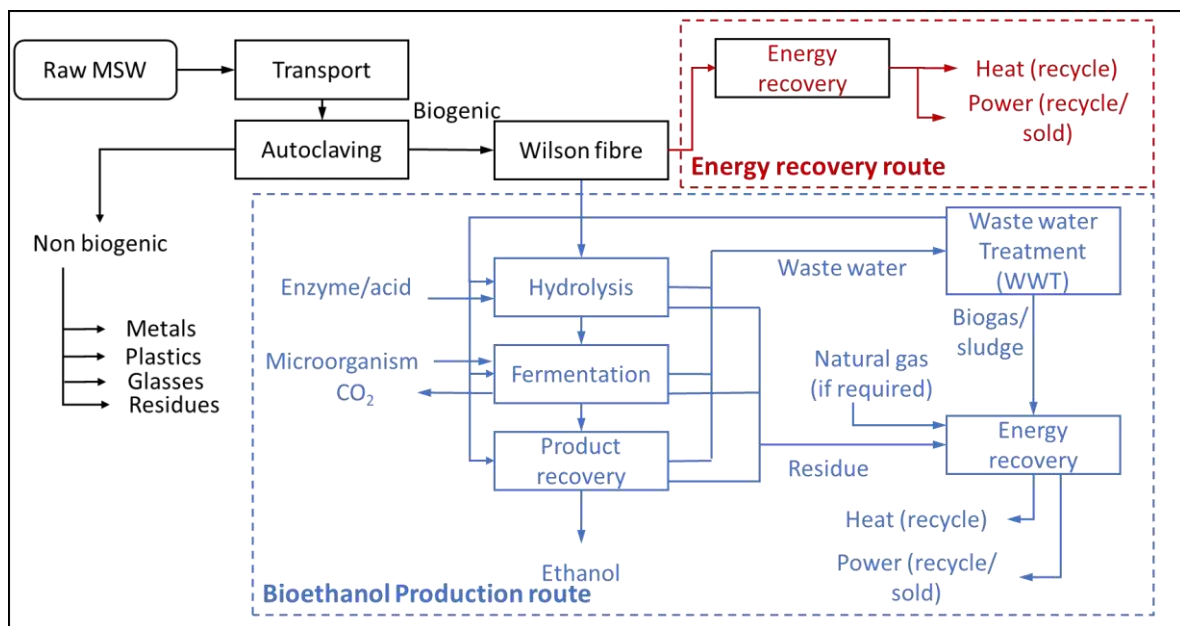 Raw MSW
Transport
Autoclaving
Biogenic
Wilson fibre
Non biogenic
Metals
Plastics
Glasses
Residues
Energy
recovery
Heat (recycle)
Power (recycle/
sold)
Energy recovery route
Waste water
Treatment
(WWT)
Waste water
Enzyme/acid
Hydrolysis
Biogas/
sludge
Microorganism
CO₂
Fermentation
Natural gas
(if required)
Product
recovery
Residue
Energy
recovery
Heat (recycle)
Power (recycle/
sold)
Ethanol
Bioethanol Production route